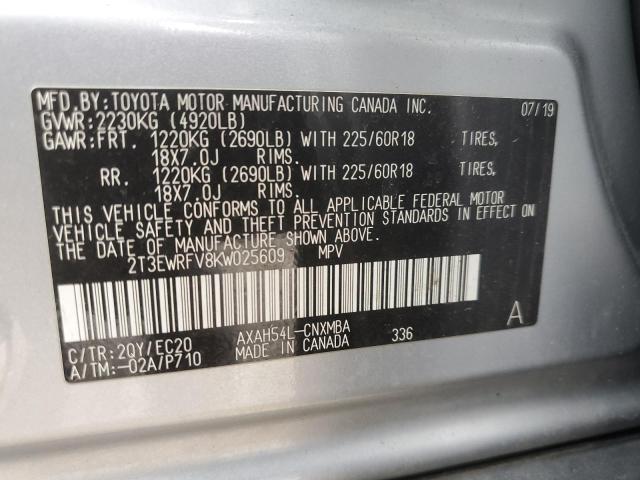 MFD.BY:TOYOTA MOTOR MANUFACTURING CANADA INC. 07/19
GVWR:2230KG (4920LB)
GAWR:FRT. 1220KG (2690LB) WITH 225/60R18 TIRES,
18X7.0J RIMS.
RR. 1220KG (2690LB) WITH 225/60R18 TIRES,
18X7.0J RIMS.
THIS VEHICLE CONFORMS TO ALL APPLICABLE FEDERAL MOTOR
VEHICLE SAFETY AND THEFT PREVENTION STANDARDS IN EFFECT ON
THE DATE OF MANUFACTURE SHOWN ABOVE.
2T3EWRFV8KW025609 MPV
C/TR:2QY/EC20 AXAH54L-CNXMBA 336 A
A/TM:-02A/P710 MADE IN CANADA